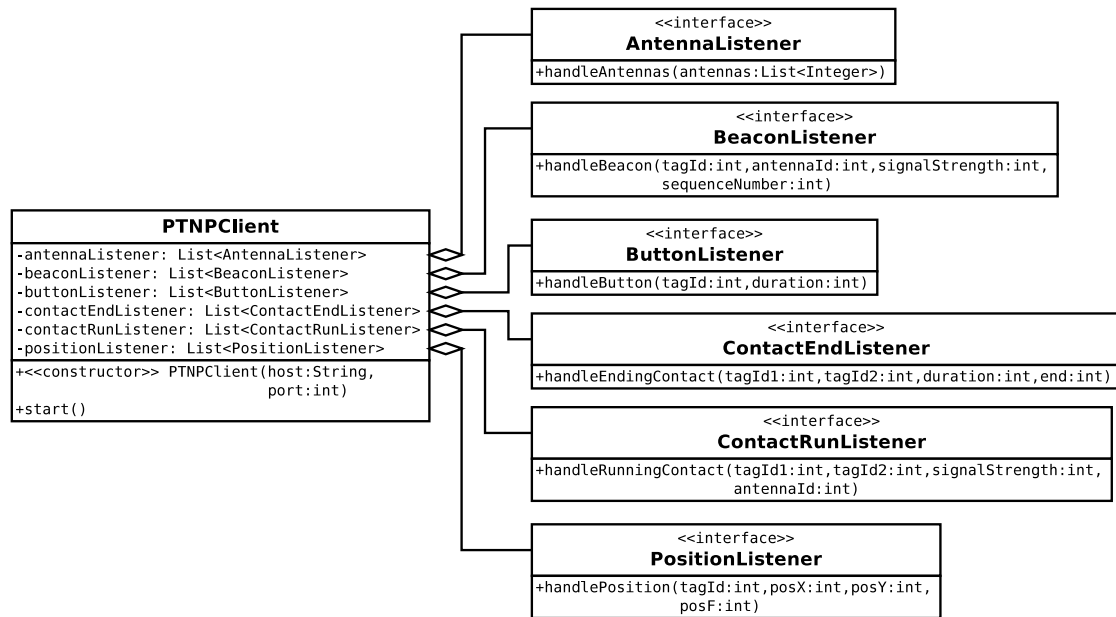 PTNPClient
-antennaListener: List<AntennaListener>
-beaconListener: List<BeaconListener>
-buttonListener: List<ButtonListener>
-contactEndListener: List<ContactEndListener>
-contactRunListener: List<ContactRunListener>
-positionListener: List<PositionListener>
+<<constructor>> PTNPClient(host:String,
port:int)
+start()
<<interface>>
AntennaListener
+handleAntennas(antennas:List<Integer>)
<<interface>>
BeaconListener
+handleBeacon(tagId:int,antennaId:int,signalStrength:int,
sequenceNumber:int)
<<interface>>
ButtonListener
+handleButton(tagId:int,duration:int)
<<interface>>
ContactEndListener
+handleEndingContact(tagId1:int,tagId2:int,duration:int,end:int)
<<interface>>
ContactRunListener
+handleRunningContact(tagId1:int,tagId2:int,signalStrength:int,
antennaId:int)
<<interface>>
PositionListener
+handlePosition(tagId:int,posX:int,posY:int,
posF:int)